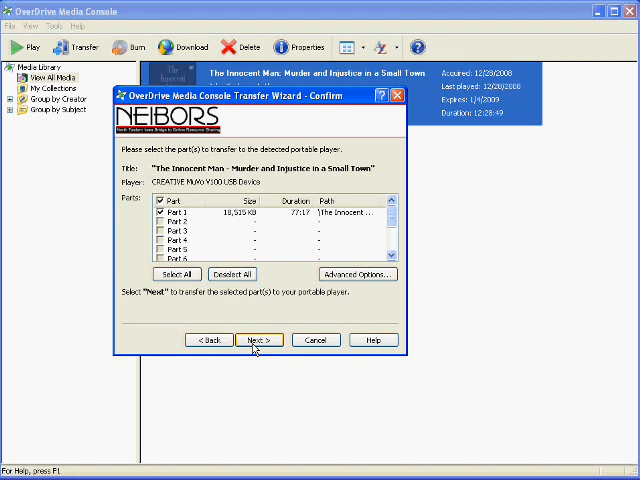 OverDrive Media Console
File View Tools Help
Play Transfer Burn Download Delete Properties
Media Library
View All Media
My Collections
Group by Creator
Group by Subject
The Innocent Man: Murder and Injustice in a Small Town
Acquired: 12/28/2008
Last played: 12/28/2008
Expires: 1/4/2009
Duration: 12:28:49
OverDrive Media Console Transfer Wizard - Confirm
NEIBORS
North Eastern Iowa Bridge to Online Resource Sharing
Please select the part(s) to transfer to the detected portable player.
Title: "The Innocent Man - Murder and Injustice in a Small Town"
Player: CREATIVE MuVo V100 USB Device
Parts: Part Size Duration Path
Part 1 18,515 KB 77:17 \The Innocent ...
Part 2 - -
Part 3 - -
Part 4 - -
Part 5 - -
Part 6 - -
Select All Deselect All Advanced Options...
Select "Next" to transfer the selected part(s) to your portable player.
< Back Next > Cancel Help
For Help, press F1